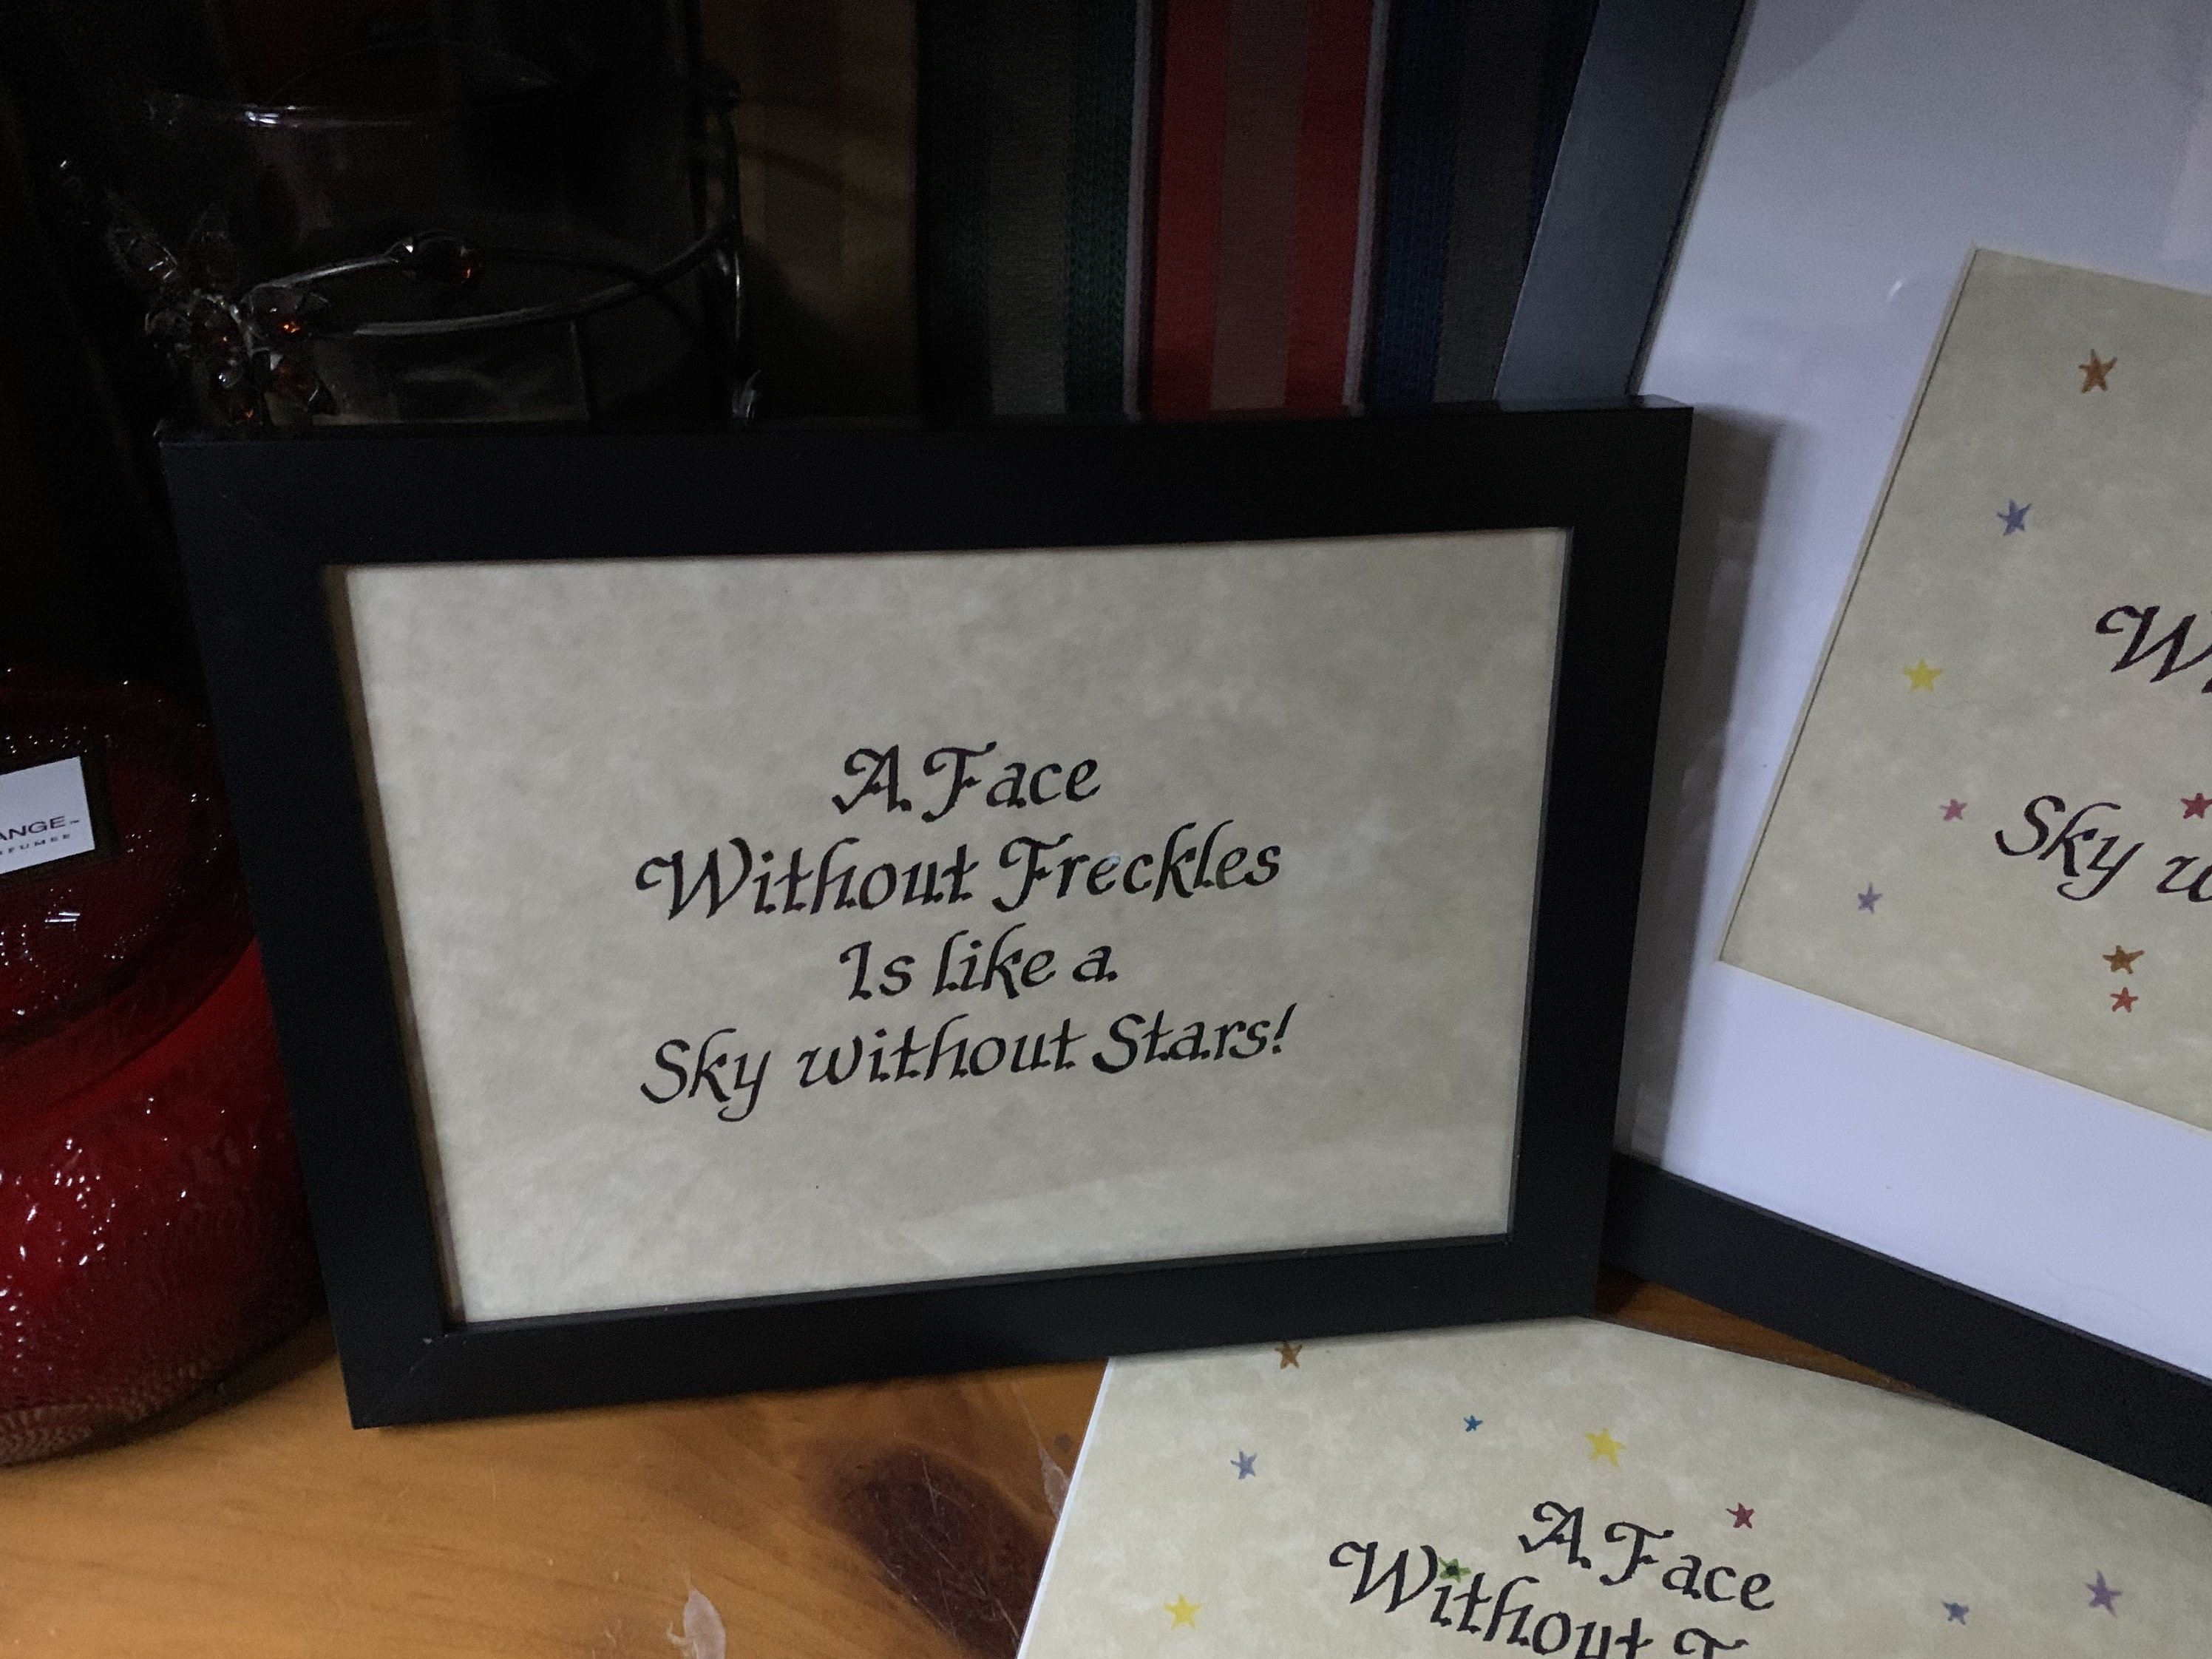 A Face
Without Freckles
Is like a
Sky without Stars!
Sky
A Face
Without